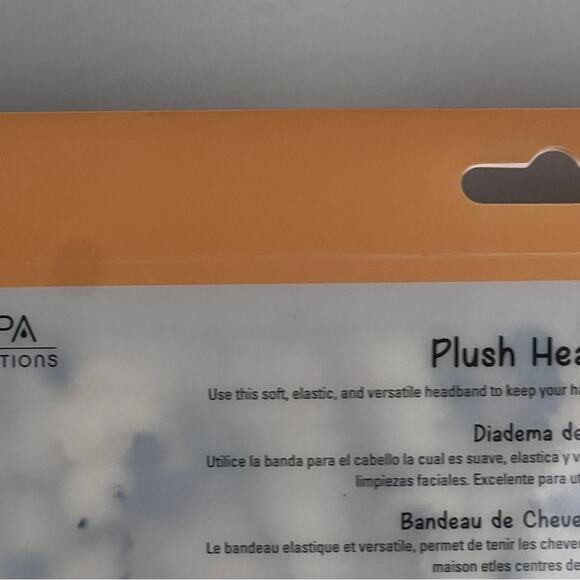 PA
TIONS
Plush Hea
Use this soft, elastic, and versatile headband to keep your ha
Diadema de
Utilice la banda para el cabello la cual es suave, elastica y v
limpiezas faciales. Excelente para ut
Bandeau de Cheve
Le bandeau elastique et versatile, permet de tenir les cheve
maison etles centres de